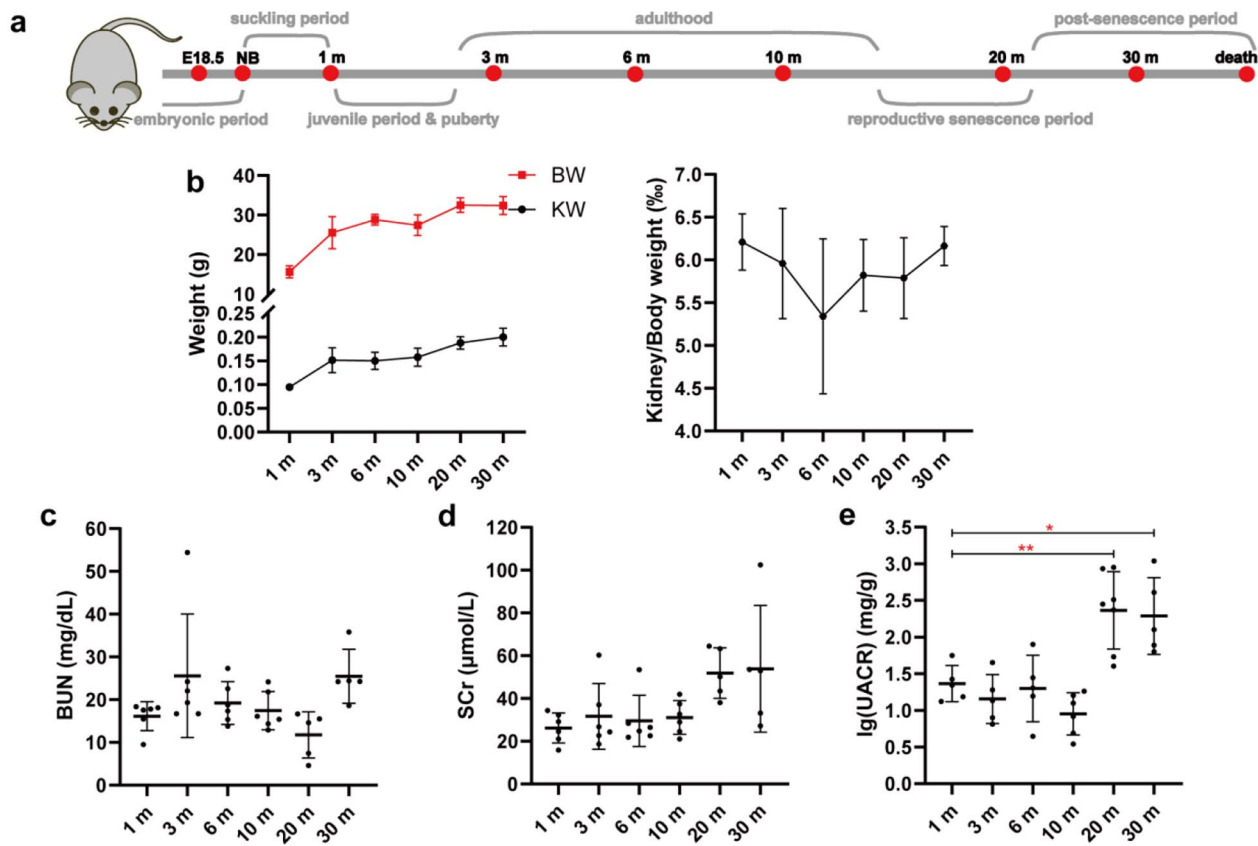 a
suckling period
adulthood
post-senescence period
E18.5 NB 1 m 3 m 6 m 10 m 20 m 30 m death
embryonic period
juvenile period & puberty
reproductive senescence period
b
Weight (g)
40
30
20
10
0.25
0.20
0.15
0.10
0.05
0.00
BW
KW
1 m 3 m 6 m 10 m 20 m 30 m
Kidney/Body weight (‰)
7.0
6.5
6.0
5.5
5.0
4.5
4.0
1 m 3 m 6 m 10 m 20 m 30 m
c
BUN (mg/dL)
60
50
40
30
20
10
0
1 m 3 m 6 m 10 m 20 m 30 m
d
SCr (μmol/L)
120
100
80
60
40
20
0
1 m 3 m 6 m 10 m 20 m 30 m
e
lg(UACR) (mg/g)
3.5
3.0
2.5
2.0
1.5
1.0
0.5
0.0
*
**
1 m 3 m 6 m 10 m 20 m 30 m